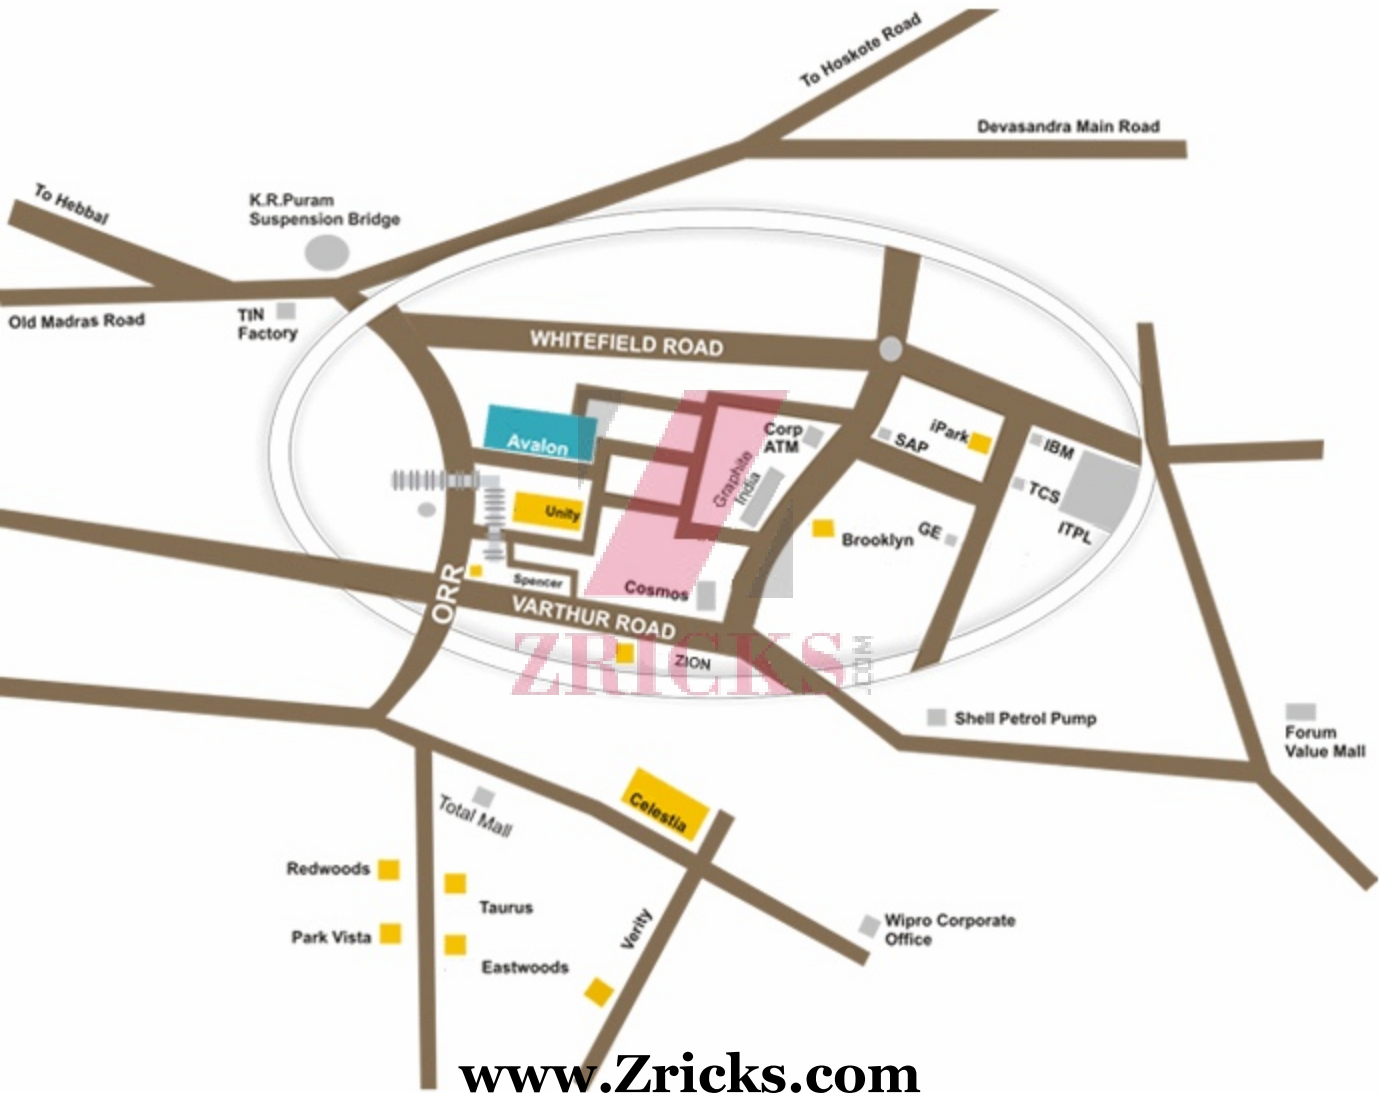 To Hoskote Road
Devasandra Main Road
To Hebbal
K.R.Puram
Suspension Bridge
Old Madras Road
TIN
Factory
WHITEFIELD ROAD
Avalon
Corp
ATM
SAP
iPark
IBM
TCS
ITPL
Graphite
India
Unity
Brooklyn
GE
Spencer
Cosmos
ORR
VARTHUR ROAD
ZION
ZRICKS
.COM
Shell Petrol Pump
Forum
Value Mall
Celestia
Total Mall
Redwoods
Taurus
Park Vista
Eastwoods
Verity
Wipro Corporate
Office
www.Zricks.com